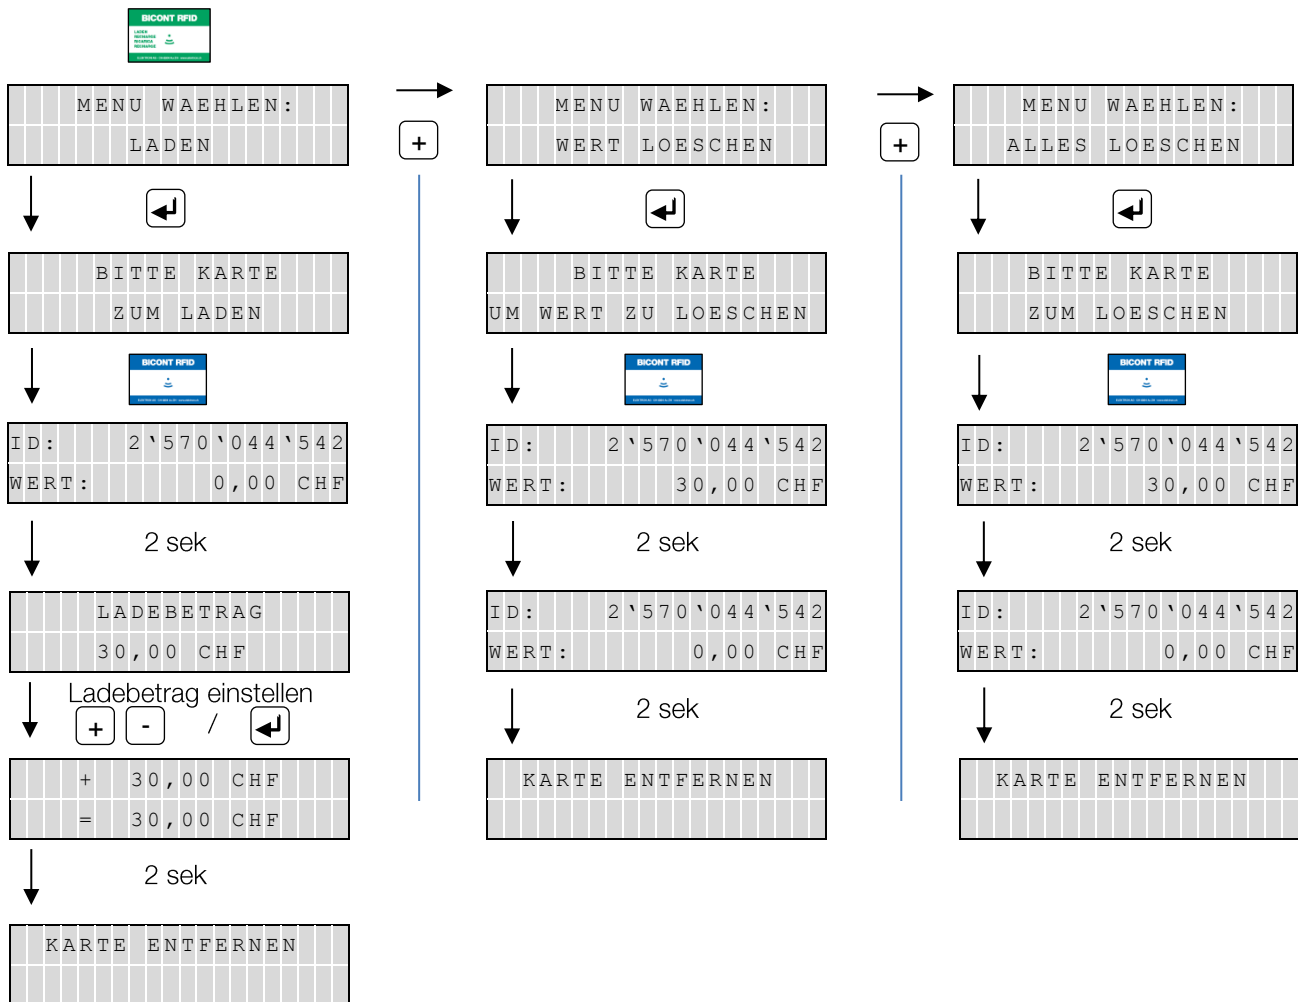 BICONT RFID
LADEN
RECHARGE
RICARICA
RECHARGE
MENU WAEHLEN:
LADEN
BITTE KARTE
ZUM LADEN
BICONT RFID
ID: 2‘570‘044‘542
WERT: 0,00 CHF
2 sek
LADEBETRAG
30,00 CHF
Ladebetrag einstellen
+ - /
+ 30,00 CHF
= 30,00 CHF
2 sek
KARTE ENTFERNEN
+
MENU WAEHLEN:
WERT LOESCHEN
BITTE KARTE
UM WERT ZU LOESCHEN
BICONT RFID
ID: 2‘570‘044‘542
WERT: 30,00 CHF
2 sek
ID: 2‘570‘044‘542
WERT: 0,00 CHF
2 sek
KARTE ENTFERNEN
+
MENU WAEHLEN:
ALLES LOESCHEN
BITTE KARTE
ZUM LOESCHEN
BICONT RFID
ID: 2‘570‘044‘542
WERT: 30,00 CHF
2 sek
ID: 2‘570‘044‘542
WERT: 0,00 CHF
2 sek
KARTE ENTFERNEN